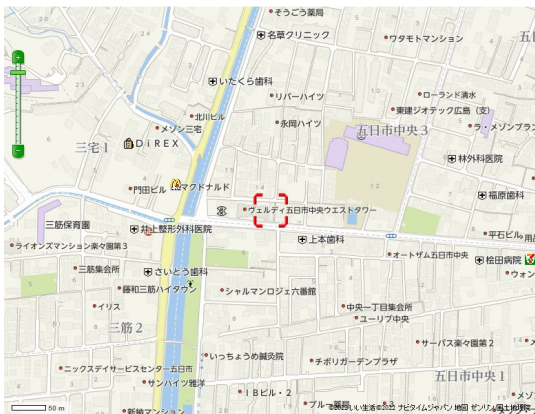 そうごう薬局
名草クリニック
ワタモトマンション
五日
いたくら歯科
リバーハイツ
ローランド清水
北川ビル
東建ジオテック広島（支）
メゾン三宅
永岡ハイツ
五日市中央3
ラ・メゾンブラン
三宅1
DiREX
林外科医院
門田ビル
マクドナルド
福原歯科
ヴェルディ五日市中央ウエストタワー
三筋保育園
井上整形外科医院
上本歯科
平石ビル
用品
ライオンズマンション楽々園第3
オートザム五日市中央
桧田病院
三筋集会所
さいとう歯科
ウォン
藤和三筋ハイタウン
シャルマンロジェ六番館
イリス
中央一丁目集会所
ユーリブ中央
三筋2
サーパス楽々園第2
いっちょうめ鍼灸院
チボリガーデンプラザ
ニックスデイサービスセンター五日市
五日市中央1
サンハイツ雅洋
IBビル・2
メゾ
50 m
新納マンション
ブルー薬局